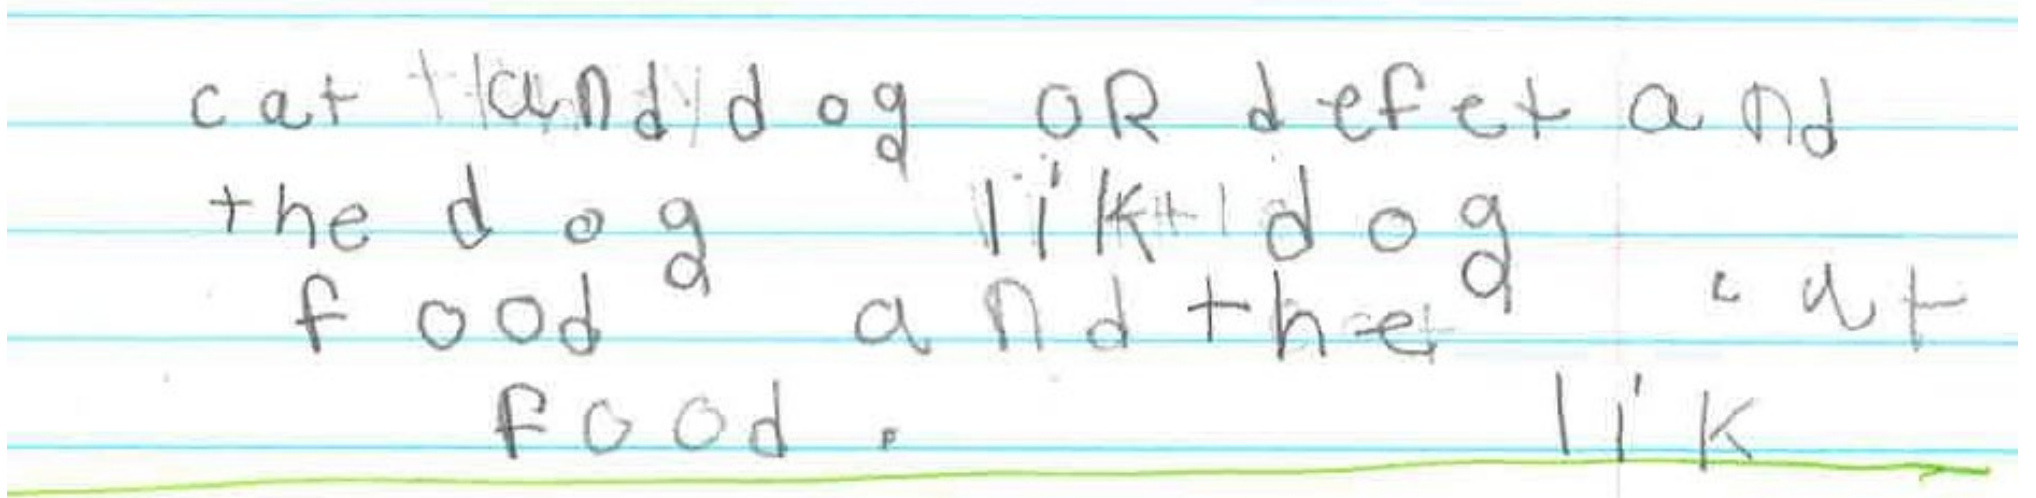 cat and dog OR defet and
the dog lik dog
food and the cat
food. lik